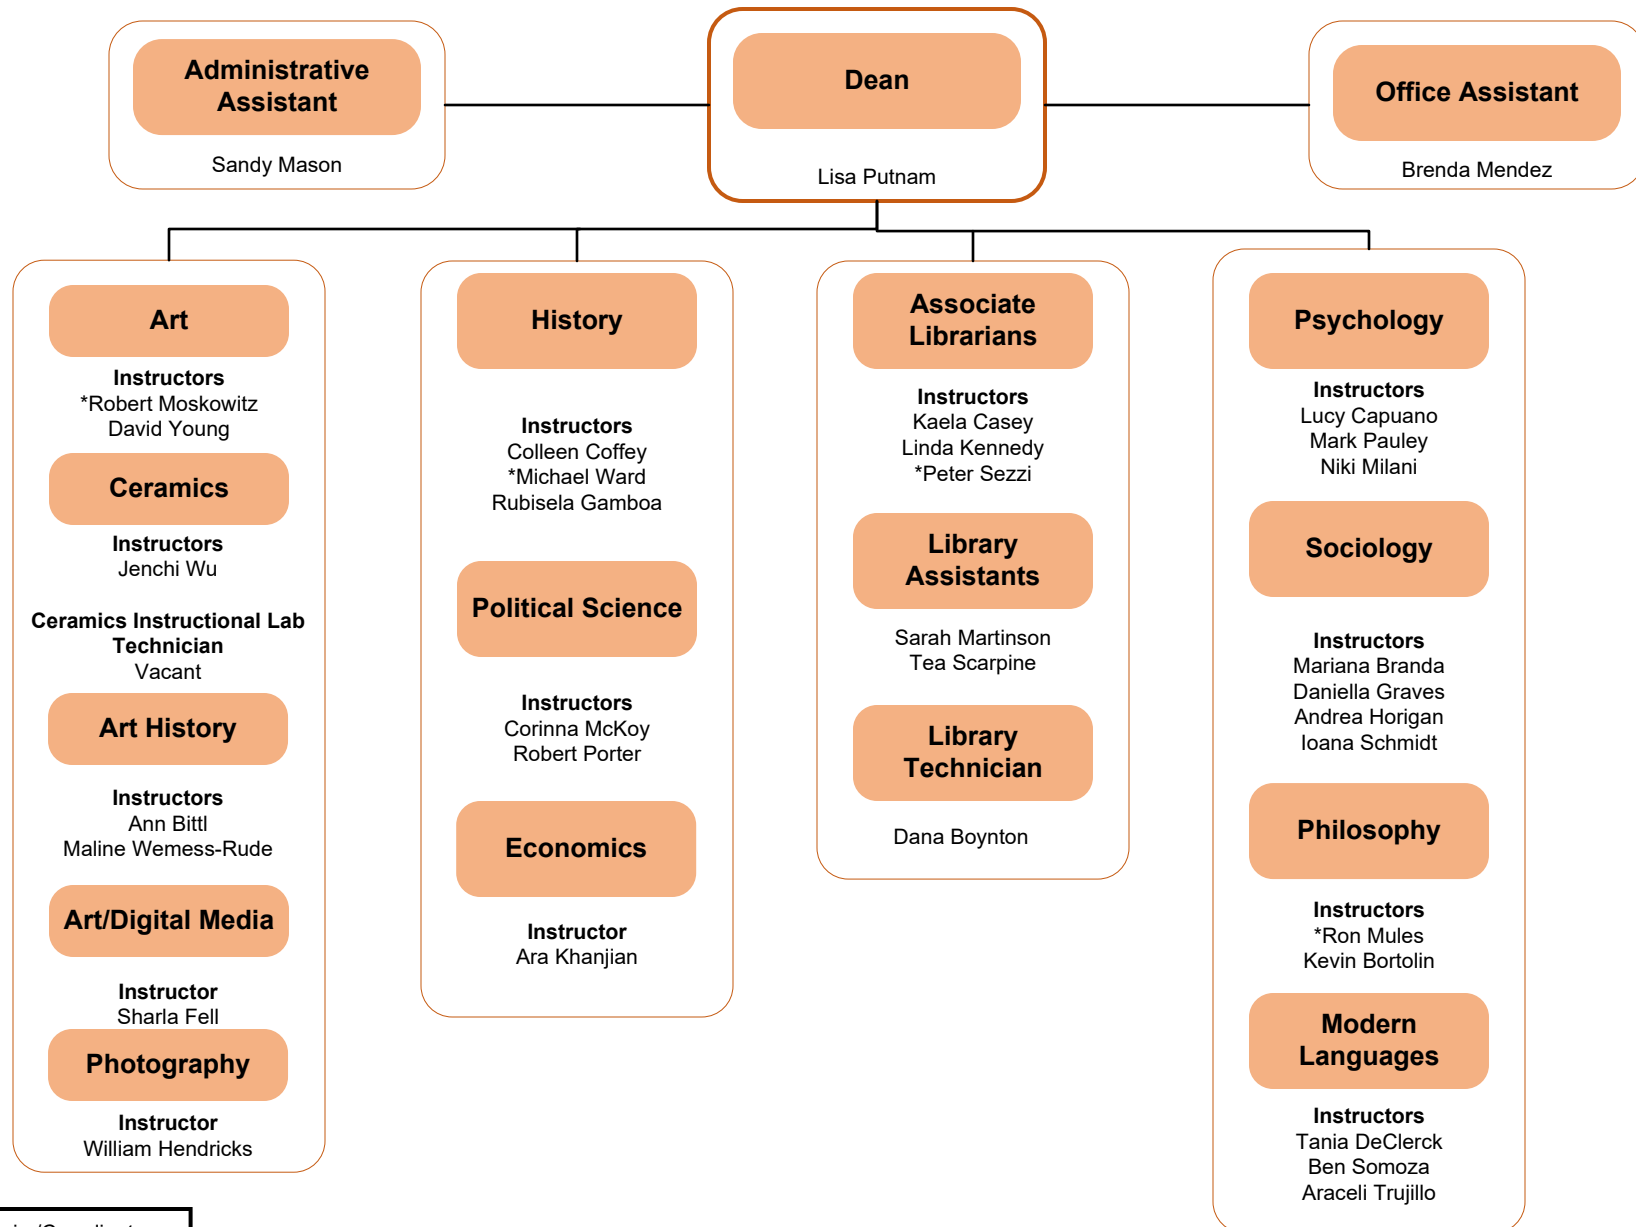 Administrative
Assistant
Sandy Mason
Dean
Lisa Putnam
Office Assistant
Brenda Mendez
Art
Instructors
*Robert Moskowitz
David Young
Ceramics
Instructors
Jenchi Wu
Ceramics Instructional Lab
Technician
Vacant
Art History
Instructors
Ann Bittl
Maline Wemess-Rude
Art/Digital Media
Instructor
Sharla Fell
Photography
Instructor
William Hendricks
History
Instructors
Colleen Coffey
*Michael Ward
Rubisela Gamboa
Political Science
Instructors
Corinna McKoy
Robert Porter
Economics
Instructor
Ara Khanjian
Associate
Librarians
Instructors
Kaela Casey
Linda Kennedy
*Peter Sezzi
Library
Assistants
Sarah Martinson
Tea Scarpine
Library
Technician
Dana Boynton
Psychology
Instructors
Lucy Capuano
Mark Pauley
Niki Milani
Sociology
Instructors
Mariana Branda
Daniella Graves
Andrea Horigan
Ioana Schmidt
Philosophy
Instructors
*Ron Mules
Kevin Bortolin
Modern
Languages
Instructors
Tania DeClerck
Ben Somoza
Araceli Trujillo